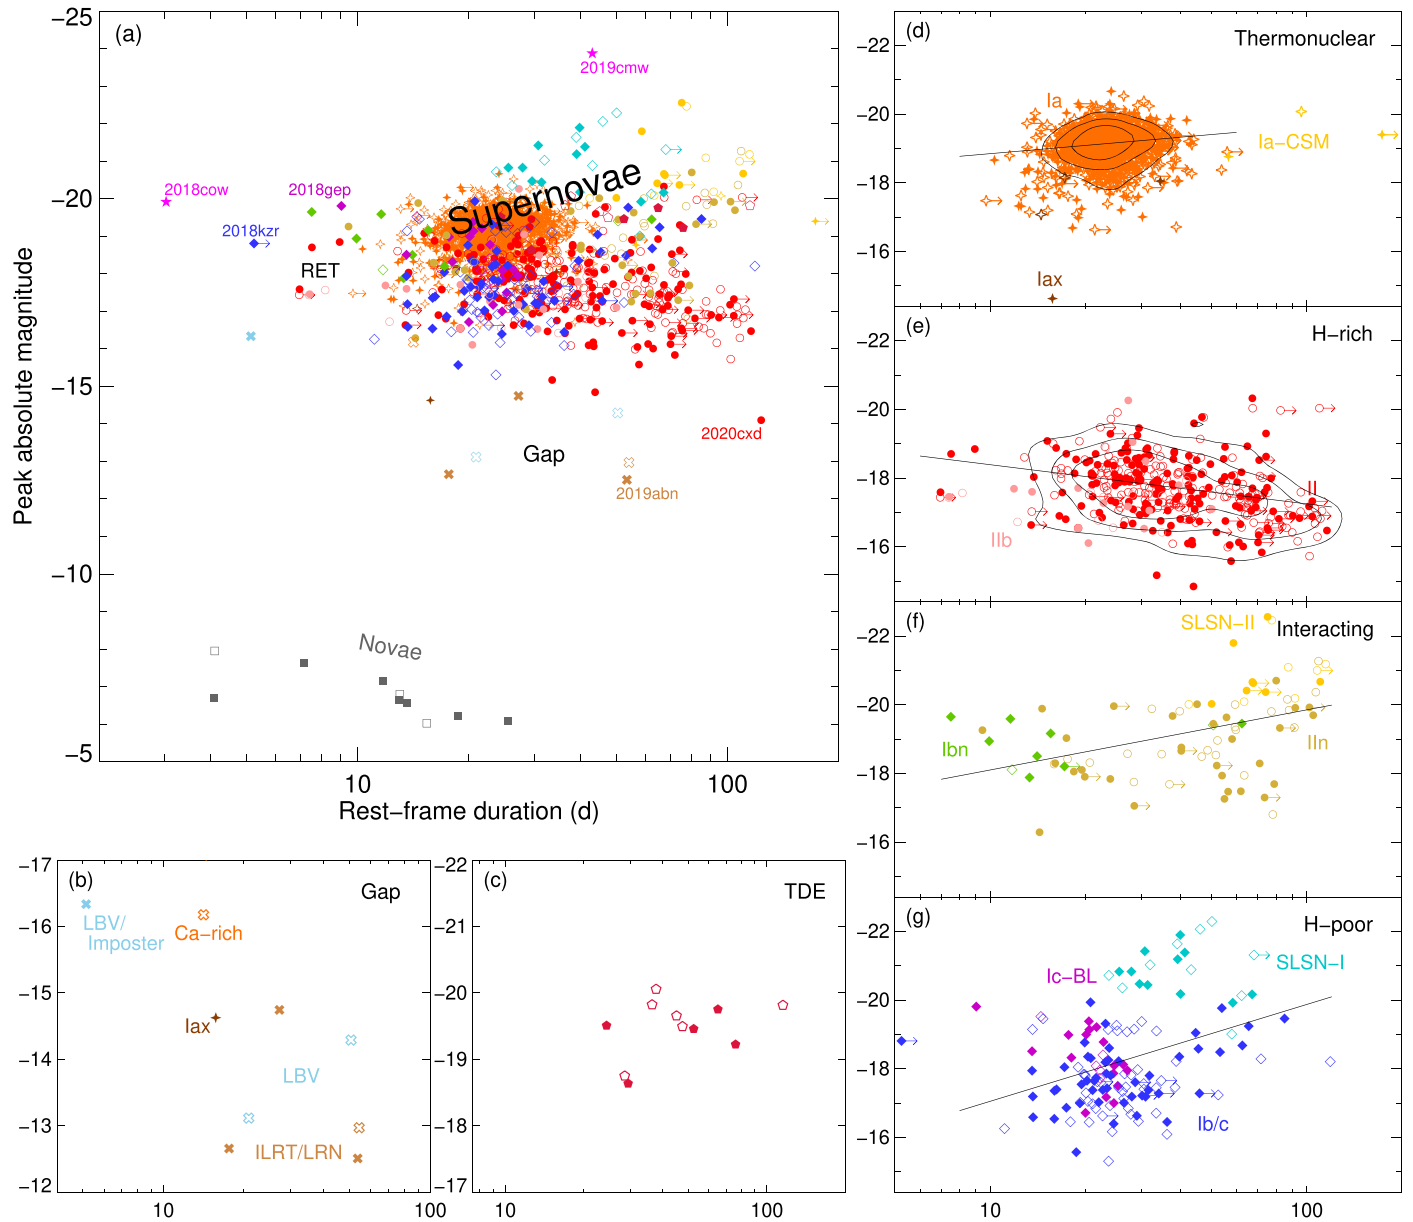 (a)
−25
−20
−15
−10
−5
Peak absolute magnitude
2019cmw
2018cow
2018gep
2018kzr
Supernovae
RET
Gap
2020cxd
2019abn
Novae
10
100
Rest−frame duration (d)
(b)
Gap
−17
−16
−15
−14
−13
−12
LBV/
Imposter
Ca−rich
Iax
LBV
ILRT/LRN
10
100
(c)
TDE
−22
−21
−20
−19
−18
−17
10
100
(d)
Thermonuclear
−22
−20
−18
−16
Ia
Ia−CSM
Iax
(e)
H−rich
−22
−20
−18
−16
II
IIb
(f)
Interacting
−22
−20
−18
−16
SLSN−II
Ibn
IIn
(g)
H−poor
−22
−20
−18
−16
Ic−BL
SLSN−I
Ib/c
10
100